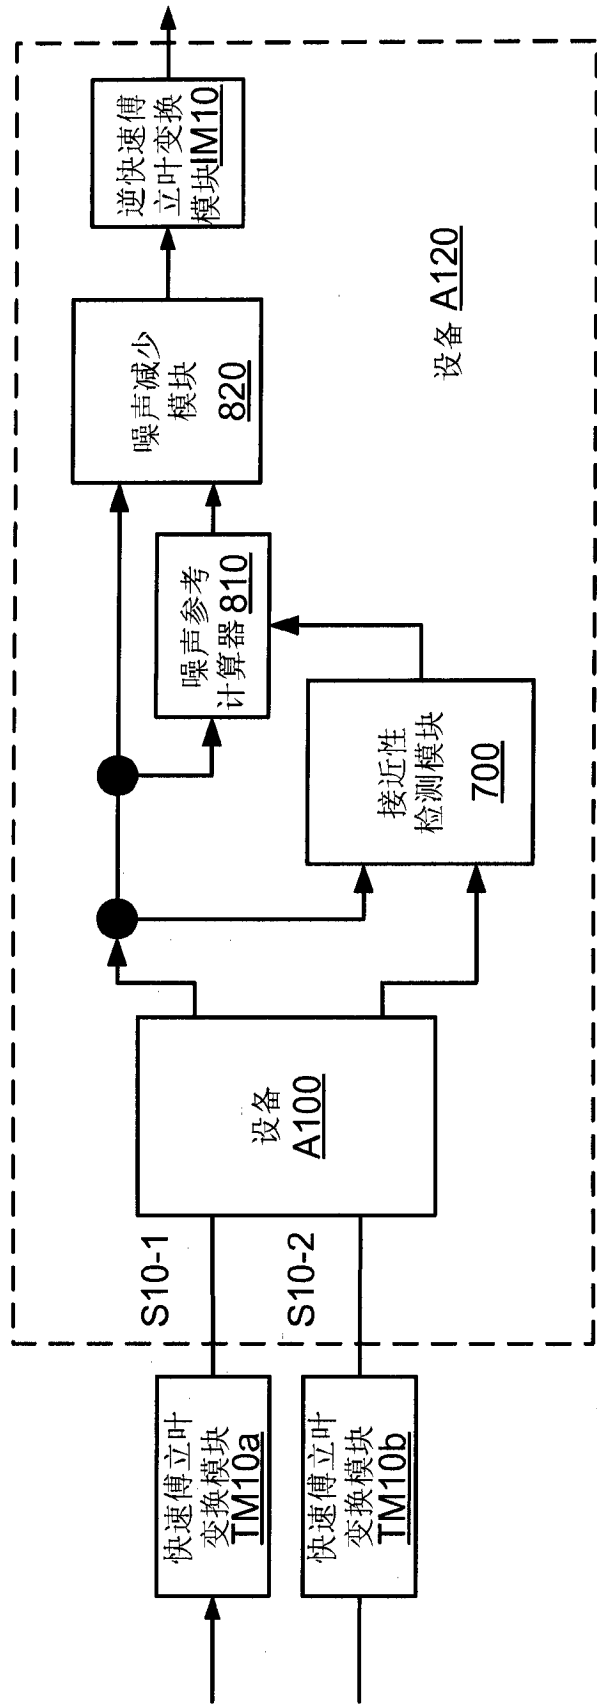 快速傅立叶
变换模块
TM10a
快速傅立叶
变换模块
TM10b
S10-1
S10-2
设备
A100
接近性
检测模块
700
噪声参考
计算器810
噪声减少
模块
820
逆快速傅
立叶变换
模块IM10
设备 A120